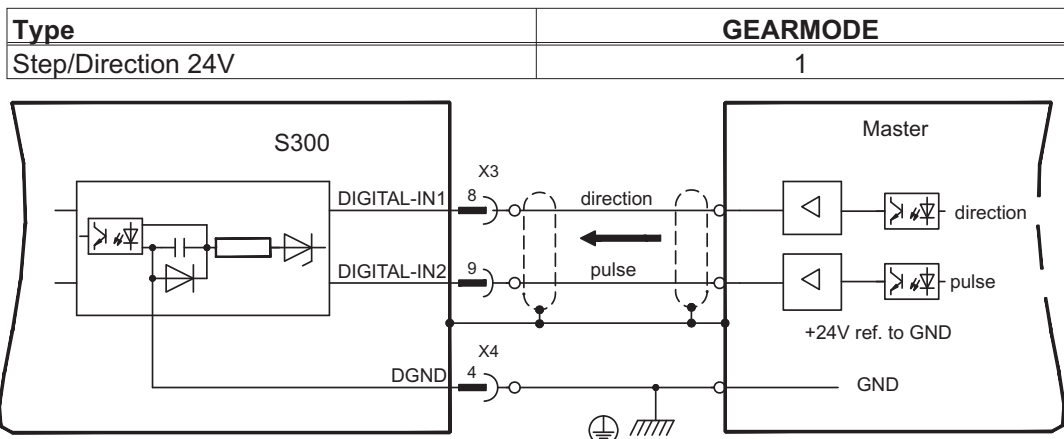 Type GEARMODE
Step/Direction 24V 1
S300
Master
X3
DIGITAL-IN1 8 direction direction
DIGITAL-IN2 9 pulse pulse
+24V ref. to GND
X4
DGND 4 GND